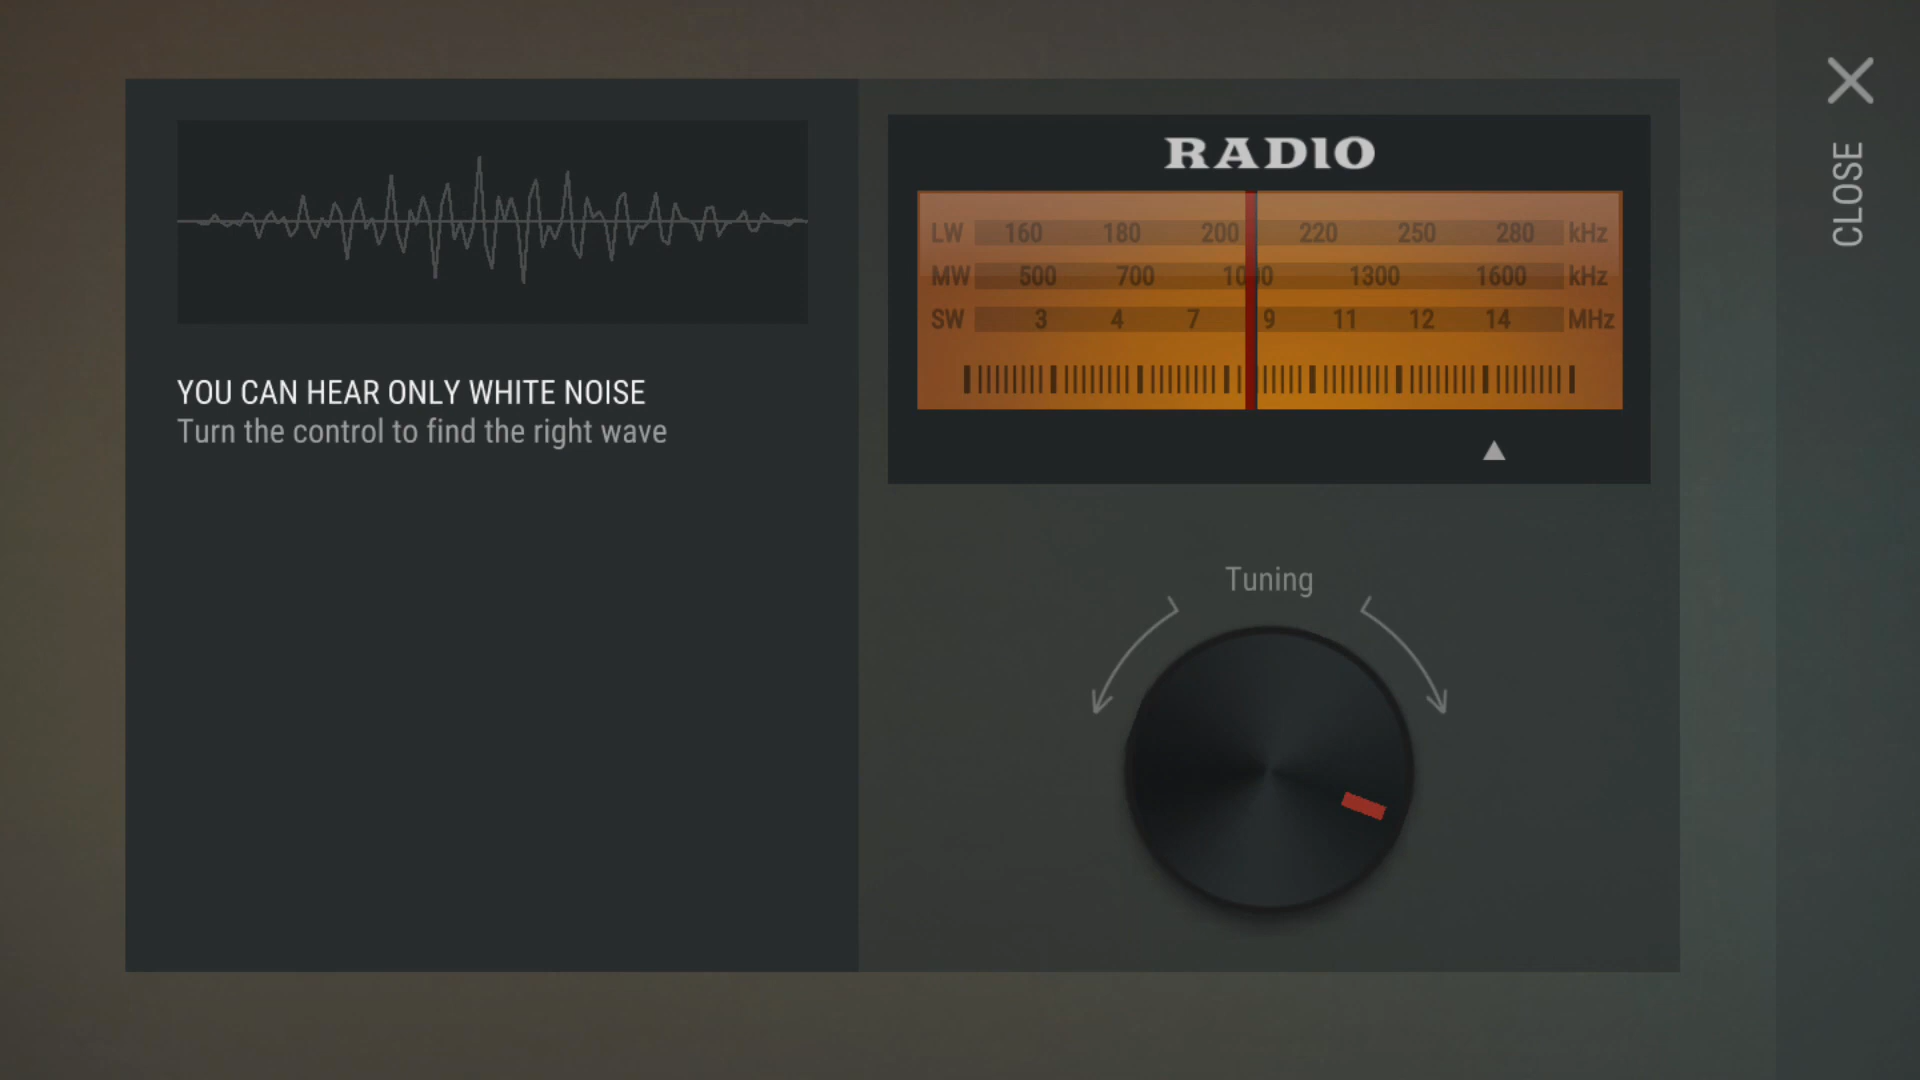 YOU CAN HEAR ONLY WHITE NOISE
Turn the control to find the right wave
RADIO
LW 160 180 200 220 250 280 kHz
MW 500 700 1000 1300 1600 kHz
SW 3 4 7 9 11 12 14 MHz
Tuning
CLOSE